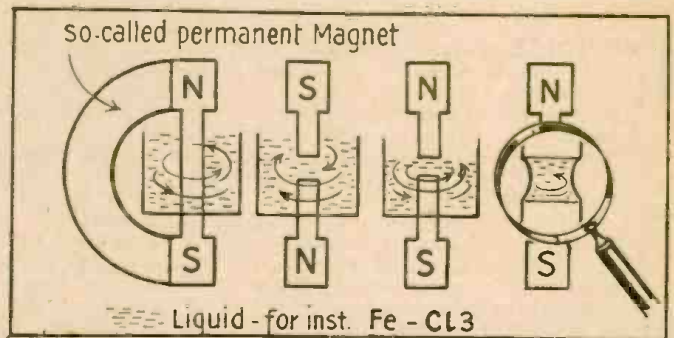 so-called permanent Magnet
N S N N
S N S S
Liquid - for inst. Fe - Cl3